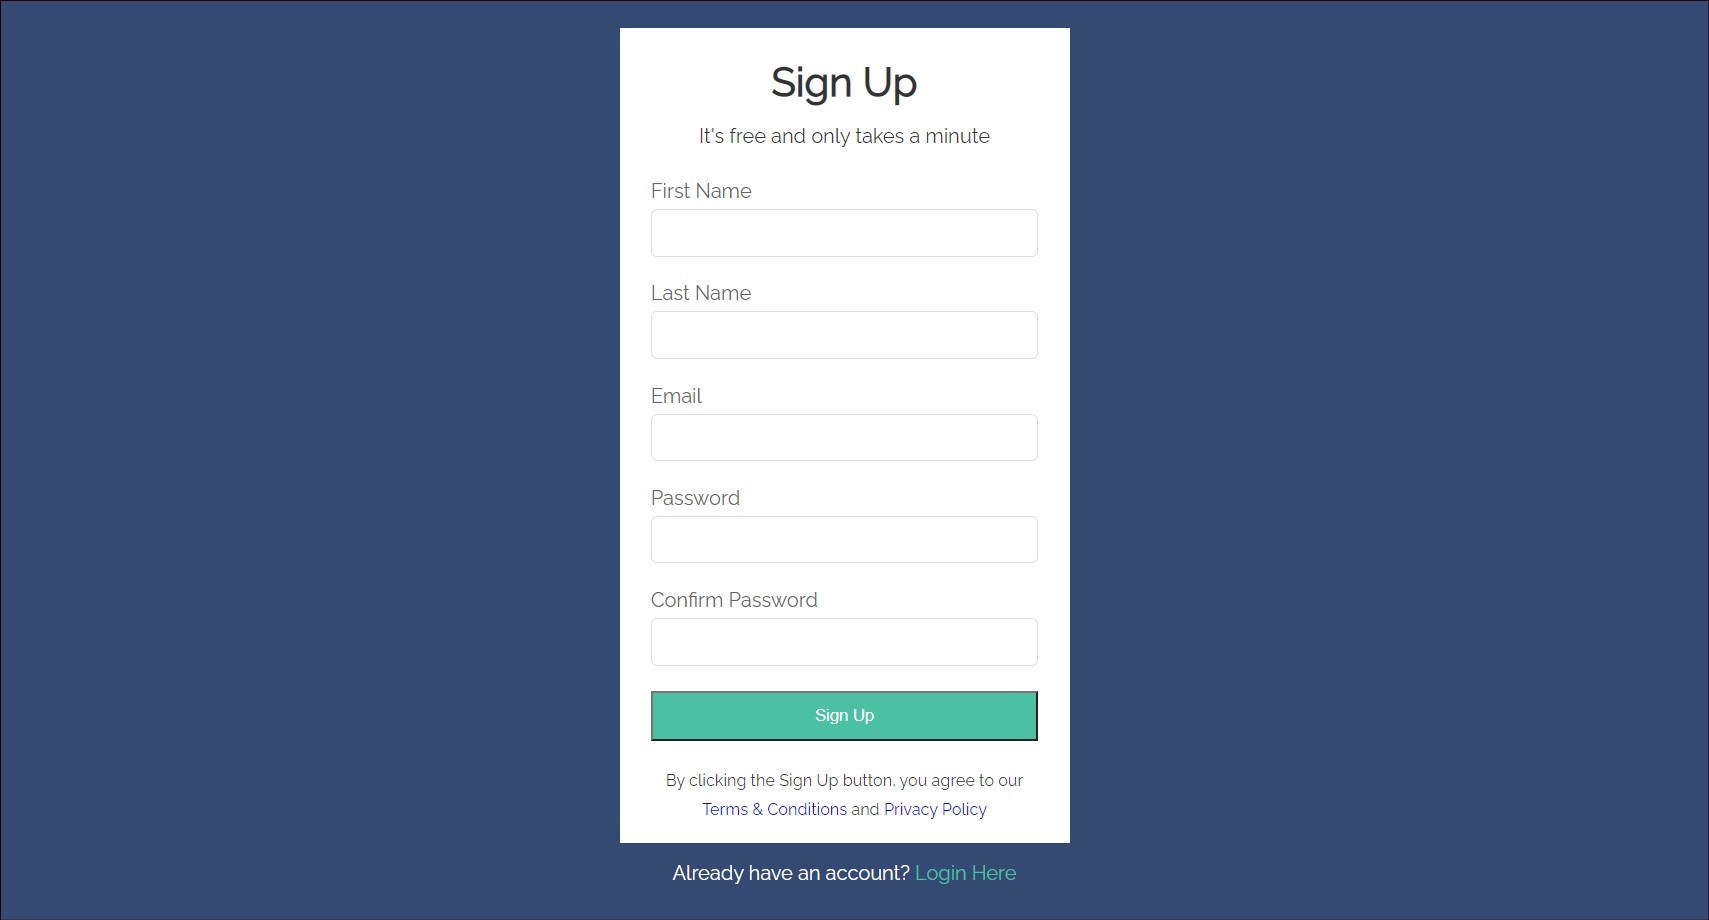 Sign Up
It's free and only takes a minute
First Name
Last Name
Email
Password
Confirm Password
Sign Up
By clicking the Sign Up button, you agree to our
Terms & Conditions and Privacy Policy
Already have an account? Login Here